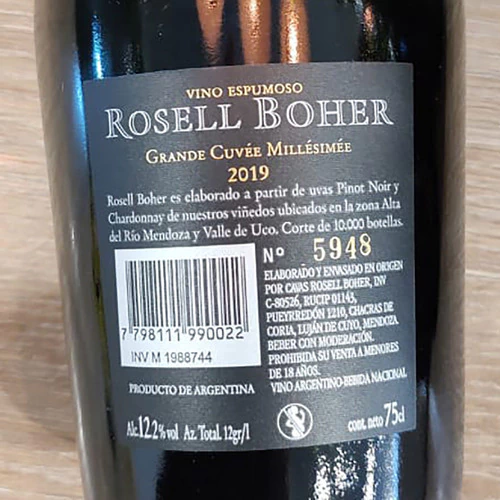 VINO ESPUMOSO
ROSELL BOHER
GRANDE CUVÉE MILLÉSIMÉE
2019
Rosell Boher es elaborado a partir de uvas Pinot Noir y
Chardonnay de nuestros viñedos ubicados en la zona Alta
del Río Mendoza y Valle de Uco. Corte de 10.000 botellas.
Nº 5948
ELABORADO Y ENVASADO EN ORIGEN
POR CAVAS ROSELL BOHER, INV
C-80526, RUCIP 01143,
PUEYRREDÓN 1210, CHACRAS DE
CORIA, LUJÁN DE CUYO, MENDOZA.
BEBER CON MODERACIÓN.
PROHIBIDA SU VENTA A MENORES
DE 18 AÑOS.
VINO ARGENTINO-BEBIDA NACIONAL
7 798111 990022
INV M 1988744
PRODUCTO DE ARGENTINA
Alc.12.2% vol Az. Total. 12gr/l
cont. neto 75cl